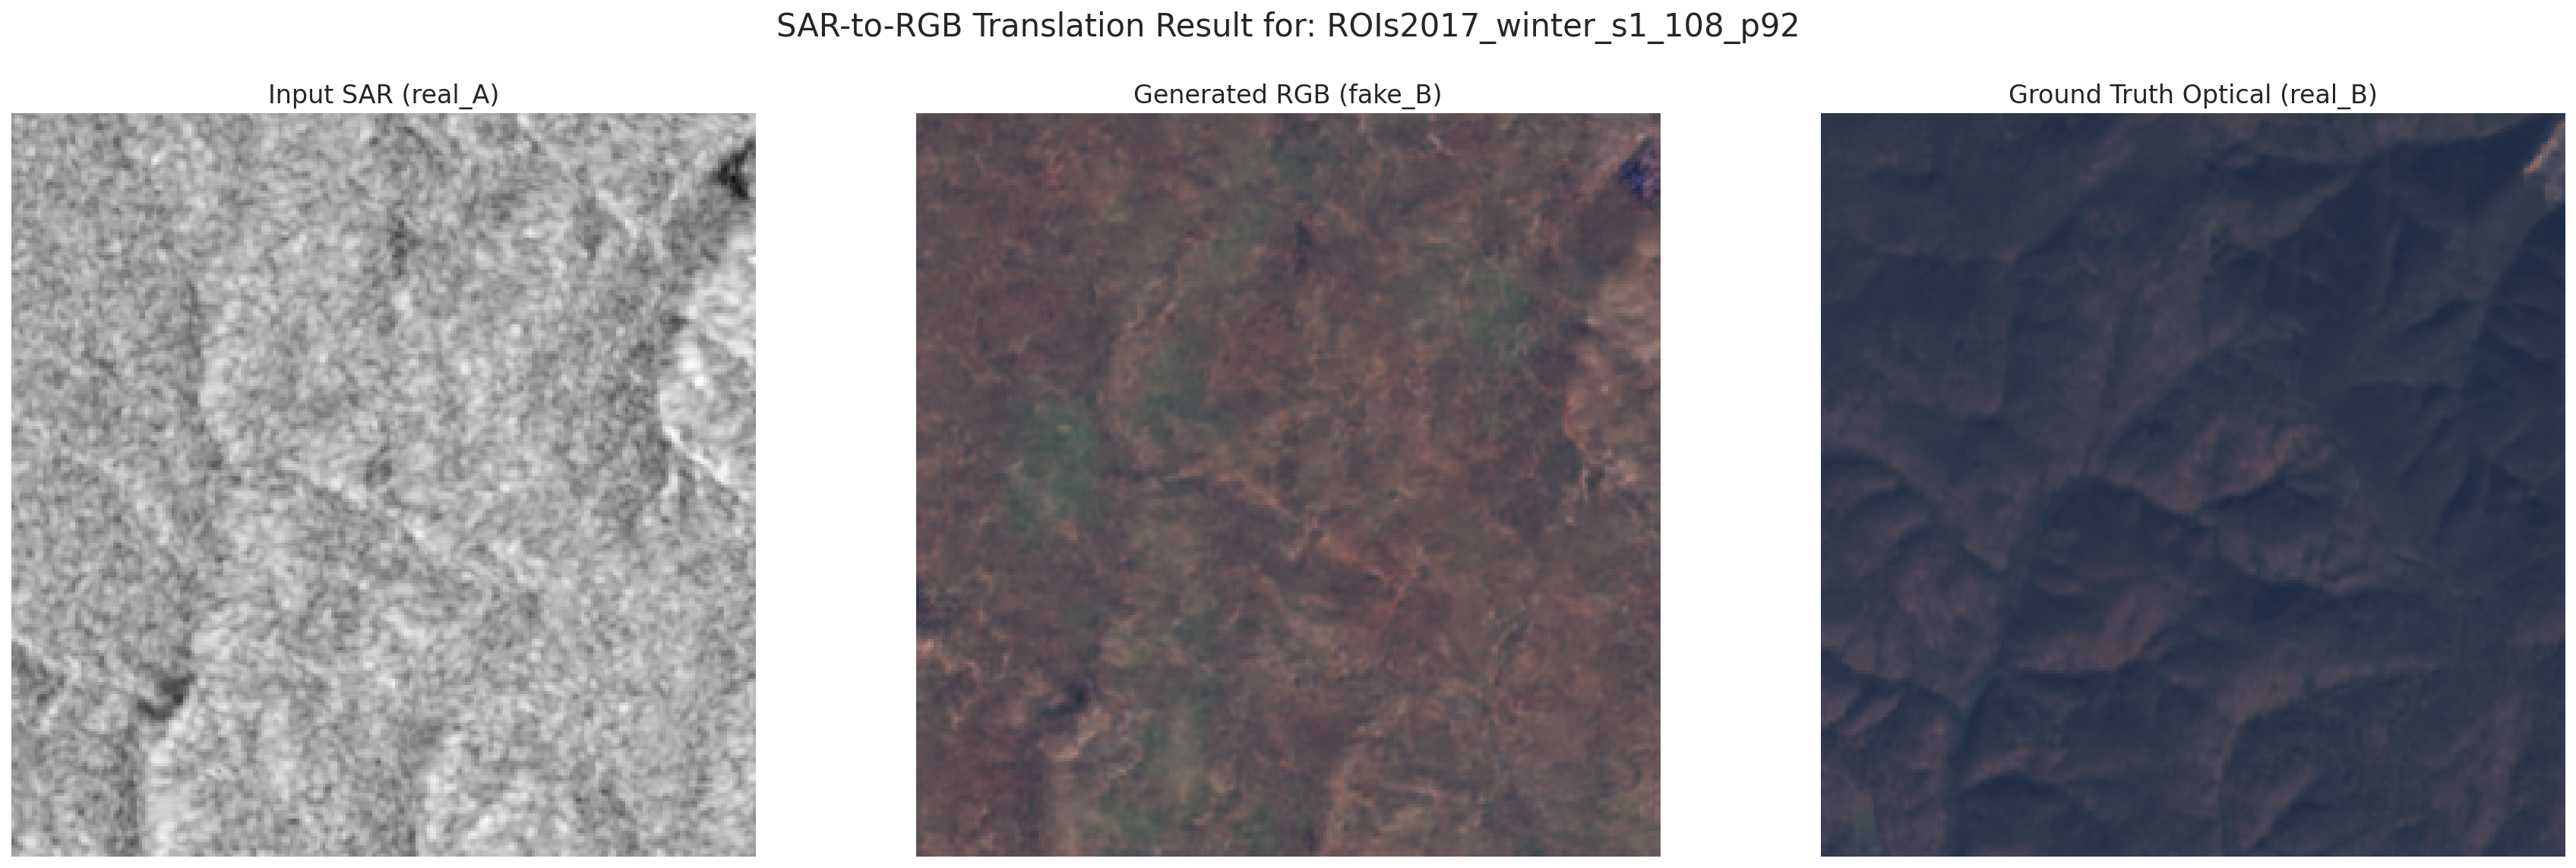 SAR-to-RGB Translation Result for: ROIs2017_winter_s1_108_p92
Input SAR (real_A)
Generated RGB (fake_B)
Ground Truth Optical (real_B)